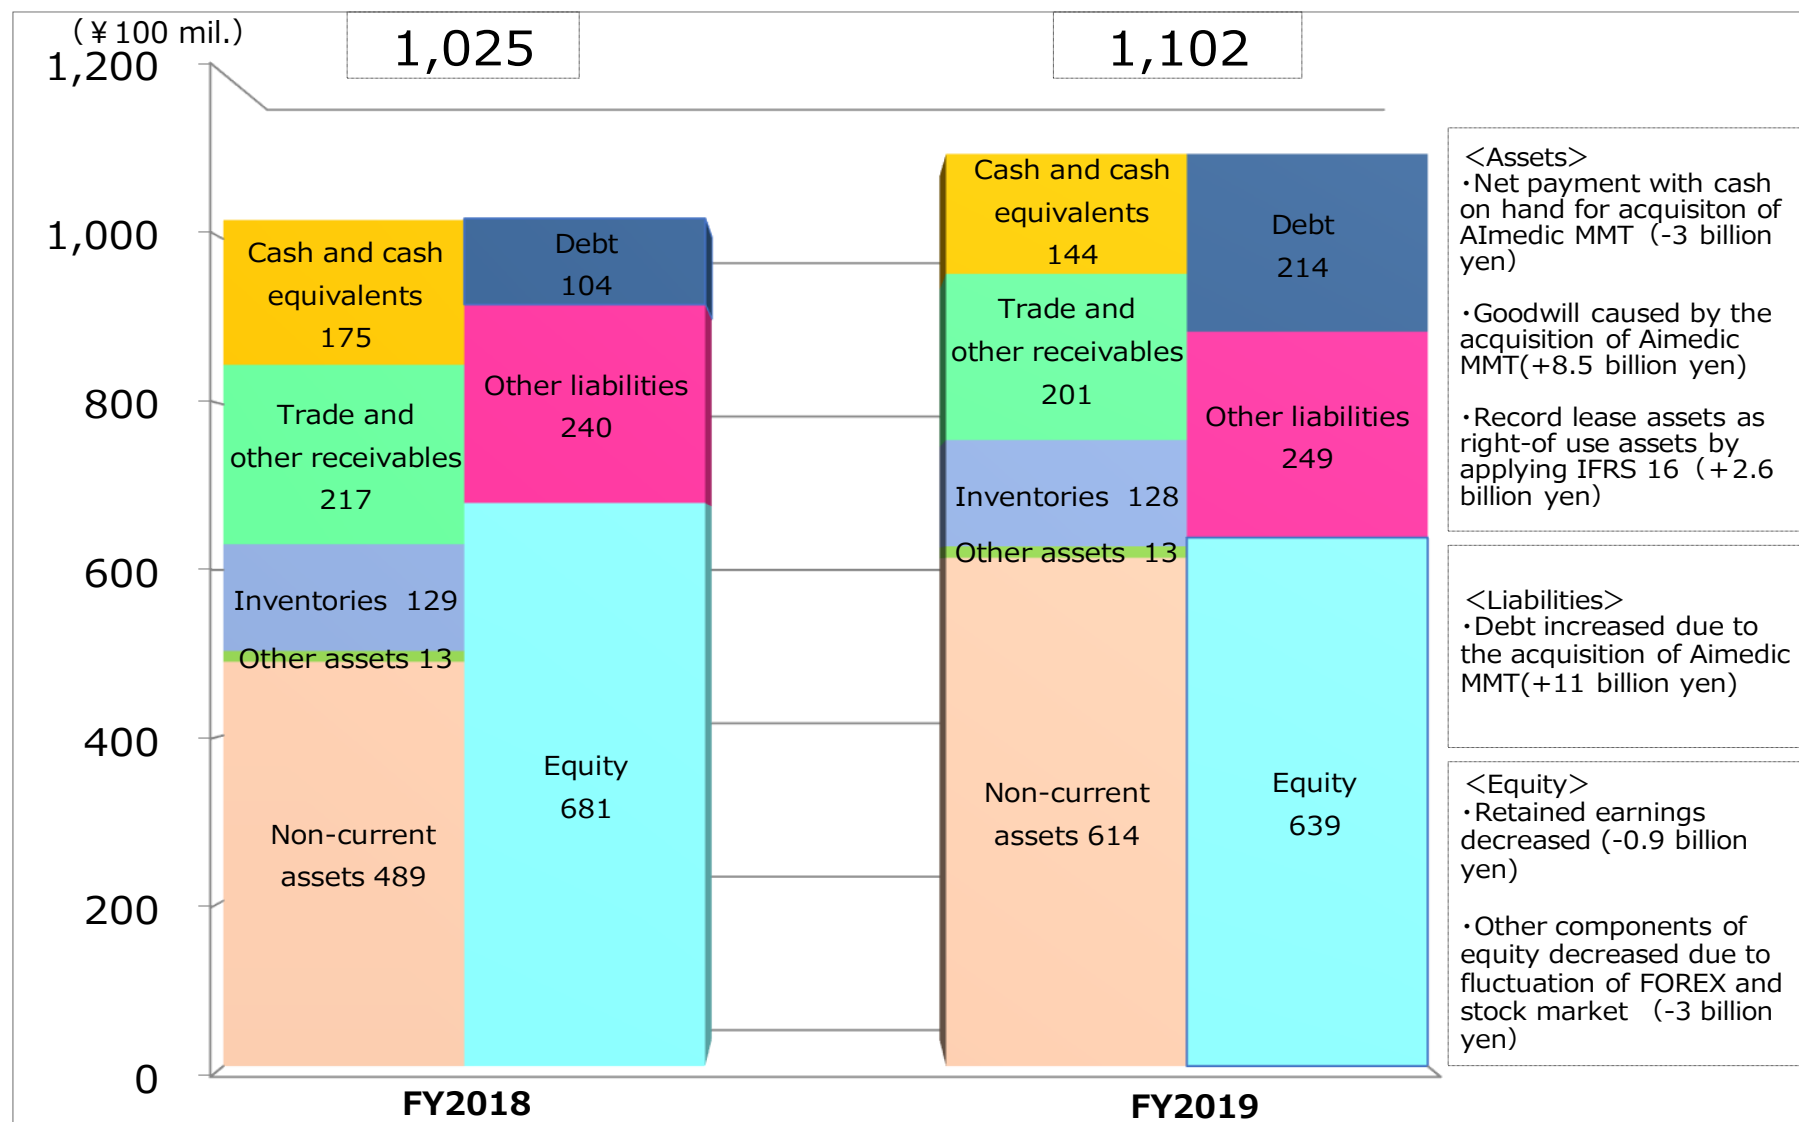 (¥100 mil.)
1,025
1,102
1,200
1,000
800
600
400
200
0
Cash and cash
equivalents
175
Trade and
other receivables
217
Inventories 129
Other assets 13
Non-current
assets 489
Debt
104
Other liabilities
240
Equity
681
FY2018
Cash and cash
equivalents
144
Trade and
other receivables
201
Inventories 128
Other assets 13
Non-current
assets 614
Debt
214
Other liabilities
249
Equity
639
FY2019
<Assets>
・Net payment with cash
on hand for acquisiton of
AImedic MMT (-3 billion
yen)
・Goodwill caused by the
acquisition of Aimedic
MMT(+8.5 billion yen)
・Record lease assets as
right-of use assets by
applying IFRS 16 (+2.6
billion yen)
<Liabilities>
・Debt increased due to
the acquisition of Aimedic
MMT(+11 billion yen)
<Equity>
・Retained earnings
decreased (-0.9 billion
yen)
・Other components of
equity decreased due to
fluctuation of FOREX and
stock market (-3 billion
yen)